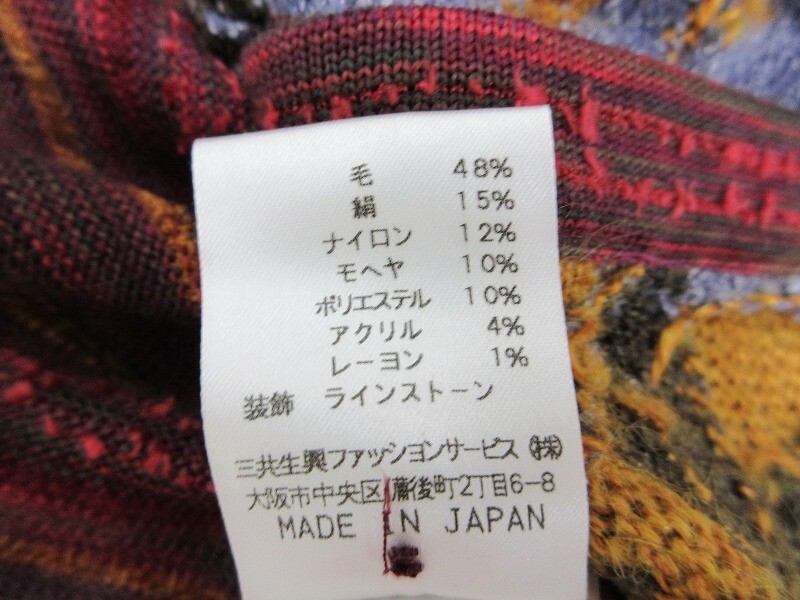 毛 48%
絹 15%
ナイロン 12%
モヘヤ 10%
ポリエステル 10%
アクリル 4%
レーヨン 1%
装飾 ラインストーン
三共生興ファッションサービス㈱
大阪市中央区備後町2丁目6-8
MADE IN JAPAN